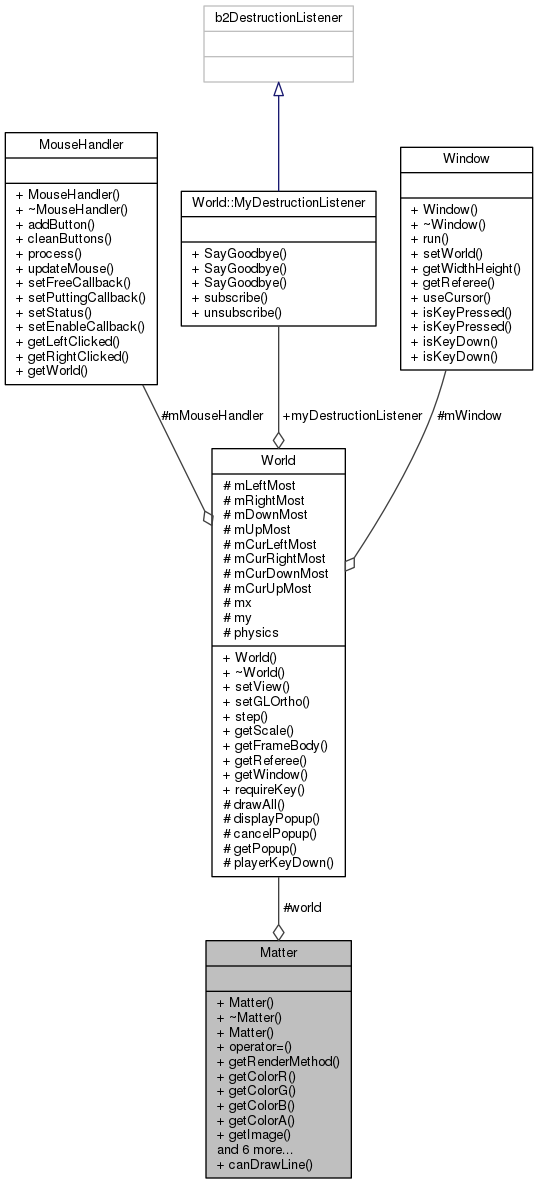 b2DestructionListener
MouseHandler
+ MouseHandler()
+ ~MouseHandler()
+ addButton()
+ cleanButtons()
+ process()
+ updateMouse()
+ setFreeCallback()
+ setPuttingCallback()
+ setStatus()
+ setEnableCallback()
+ getLeftClicked()
+ getRightClicked()
+ getWorld()
World::MyDestructionListener
+ SayGoodbye()
+ SayGoodbye()
+ SayGoodbye()
+ subscribe()
+ unsubscribe()
Window
+ Window()
+ ~Window()
+ run()
+ setWorld()
+ getWidthHeight()
+ getReferee()
+ useCursor()
+ isKeyPressed()
+ isKeyPressed()
+ isKeyDown()
+ isKeyDown()
#mMouseHandler
+myDestructionListener
#mWindow
World
# mLeftMost
# mRightMost
# mDownMost
# mUpMost
# mCurLeftMost
# mCurRightMost
# mCurDownMost
# mCurUpMost
# mx
# my
# physics
+ World()
+ ~World()
+ setView()
+ setGLOrtho()
+ step()
+ getScale()
+ getFrameBody()
+ getReferee()
+ getWindow()
+ requireKey()
# drawAll()
# displayPopup()
# cancelPopup()
# getPopup()
# playerKeyDown()
#world
Matter
+ Matter()
+ ~Matter()
+ Matter()
+ operator=()
+ getRenderMethod()
+ getColorR()
+ getColorG()
+ getColorB()
+ getColorA()
+ getImage()
and 6 more...
+ canDrawLine()